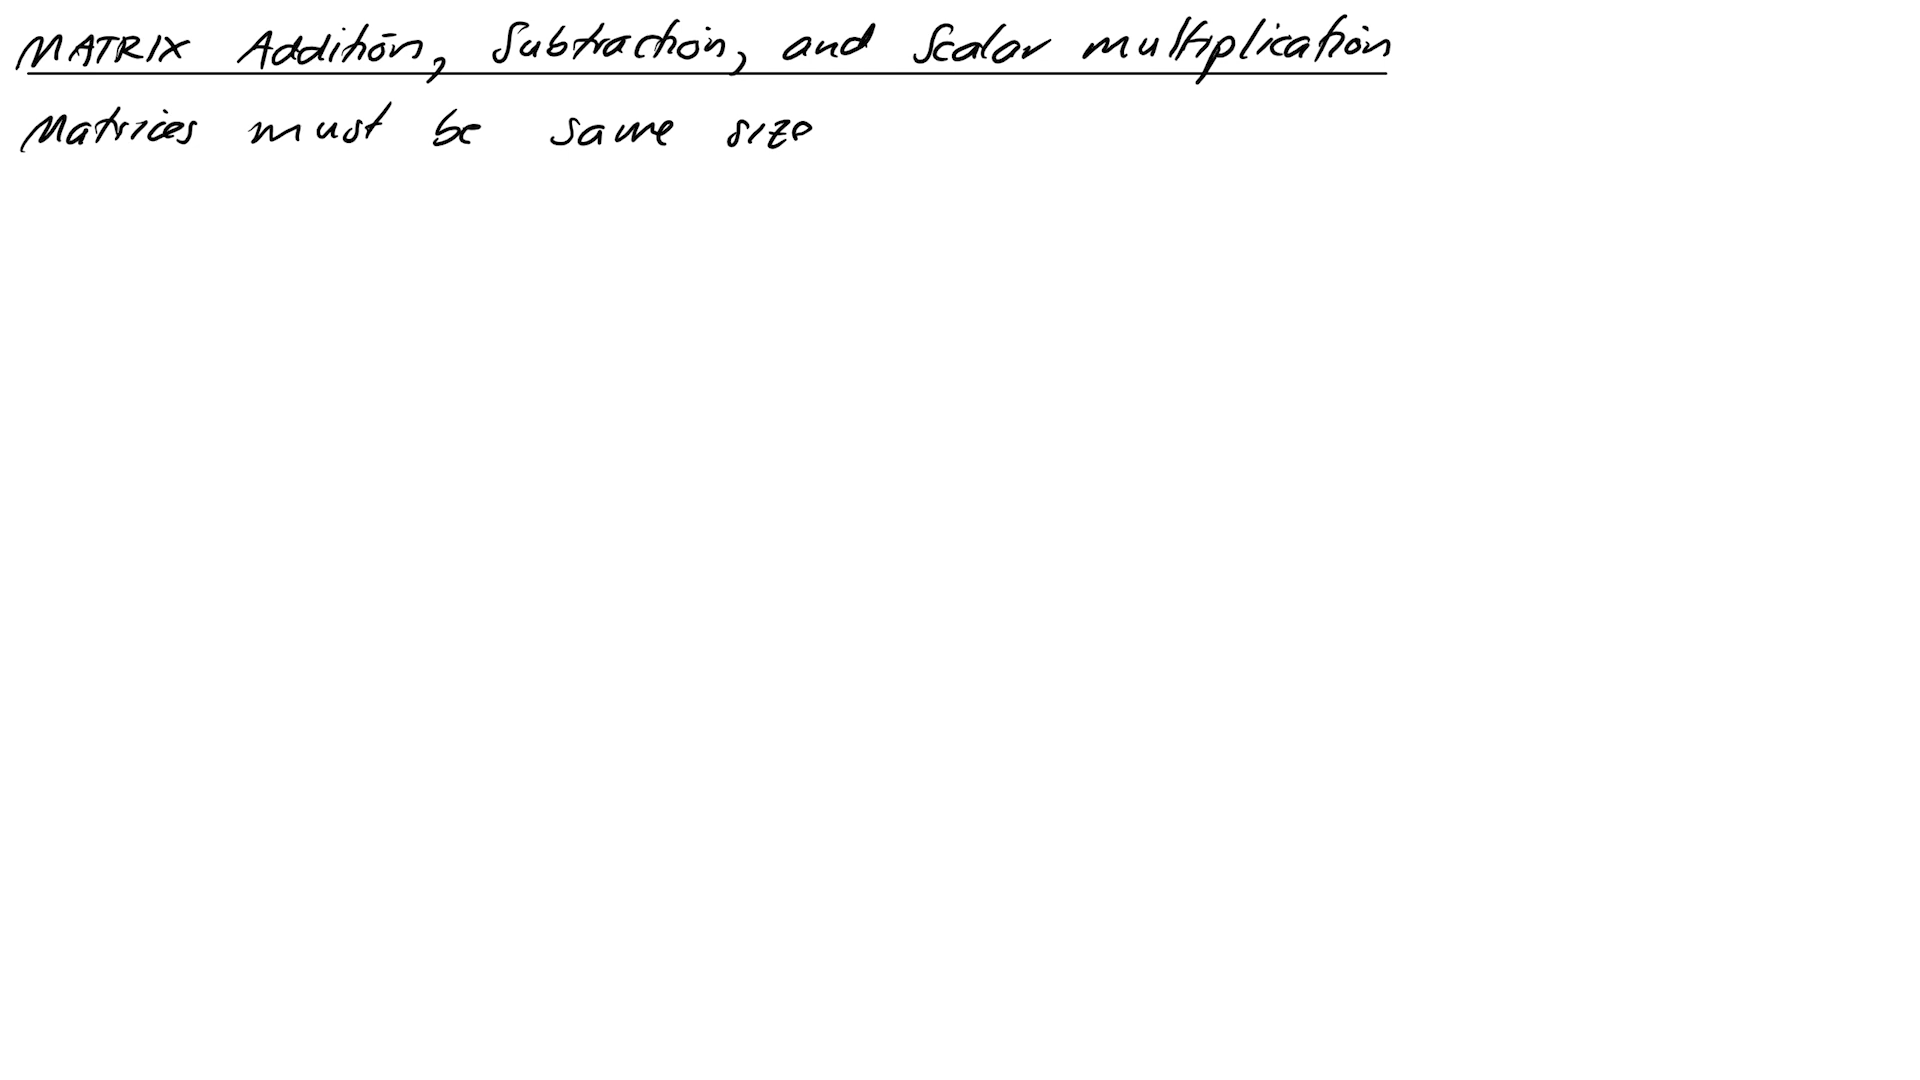 MATRIX Addition, Subtraction, and Scalar multiplication
Matrices must be same size